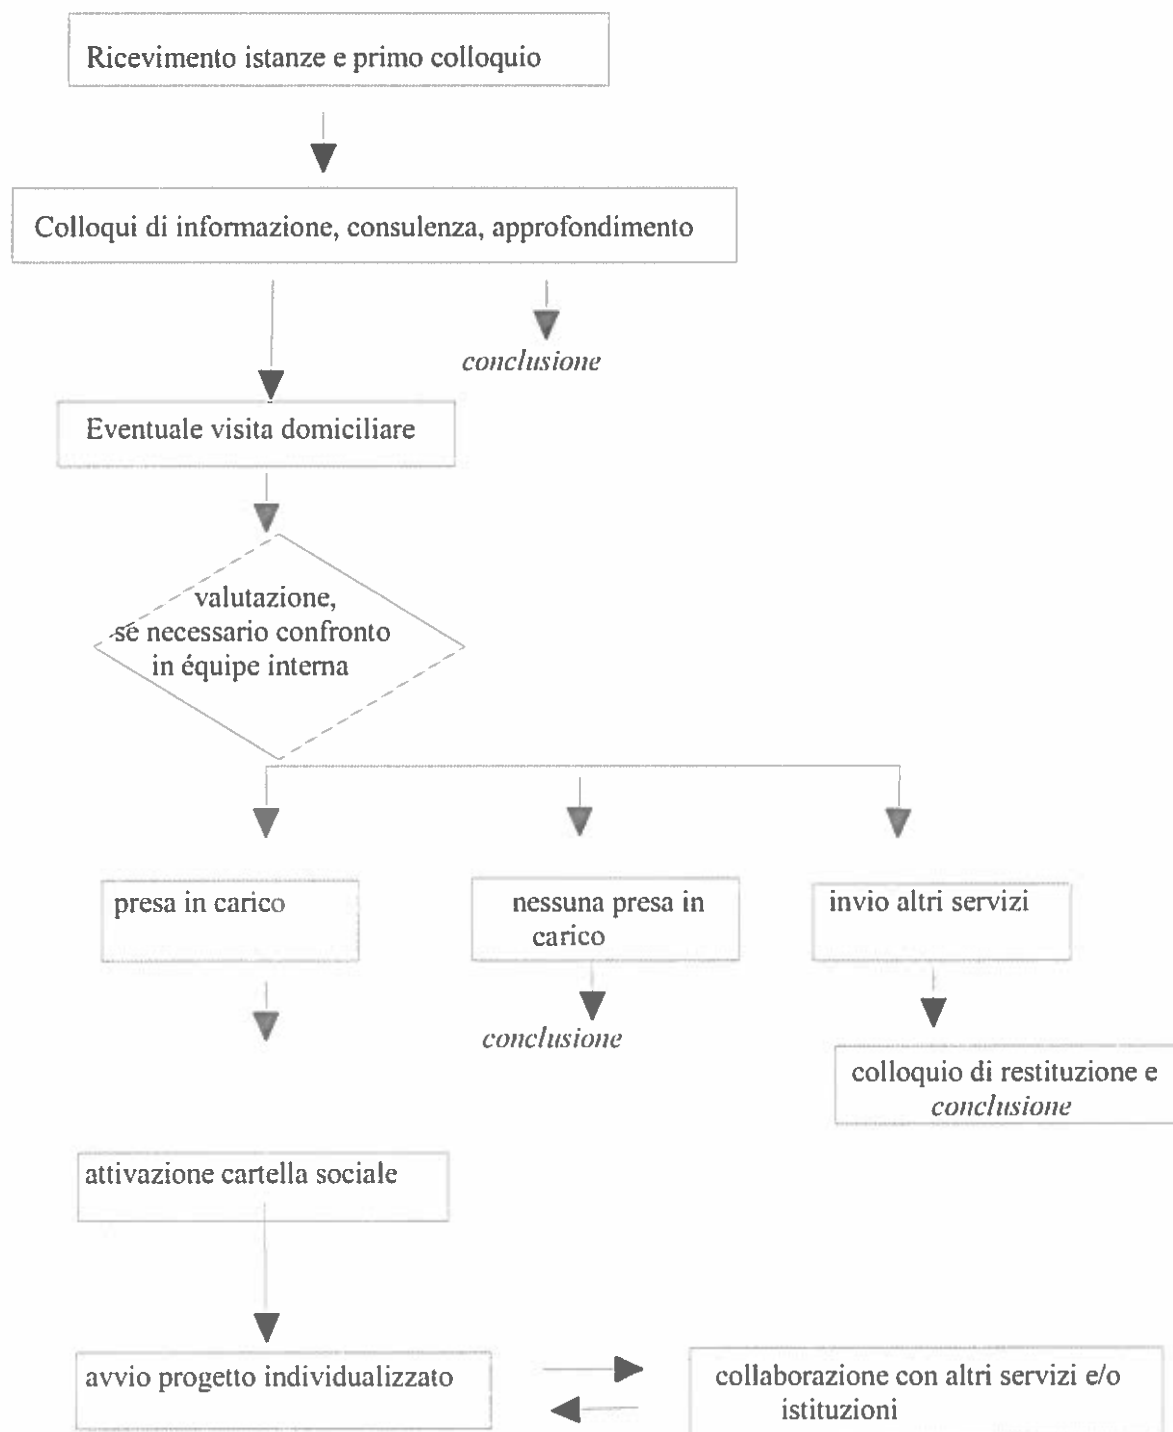 Ricevimento istanze e primo colloquio
Colloqui di informazione, consulenza, approfondimento
conclusione
Eventuale visita domiciliare
valutazione,
se necessario confronto
in équipe interna
presa in carico
nessuna presa in
carico
invio altri servizi
conclusione
colloquio di restituzione e
conclusione
attivazione cartella sociale
avvio progetto individualizzato
collaborazione con altri servizi e/o
istituzioni